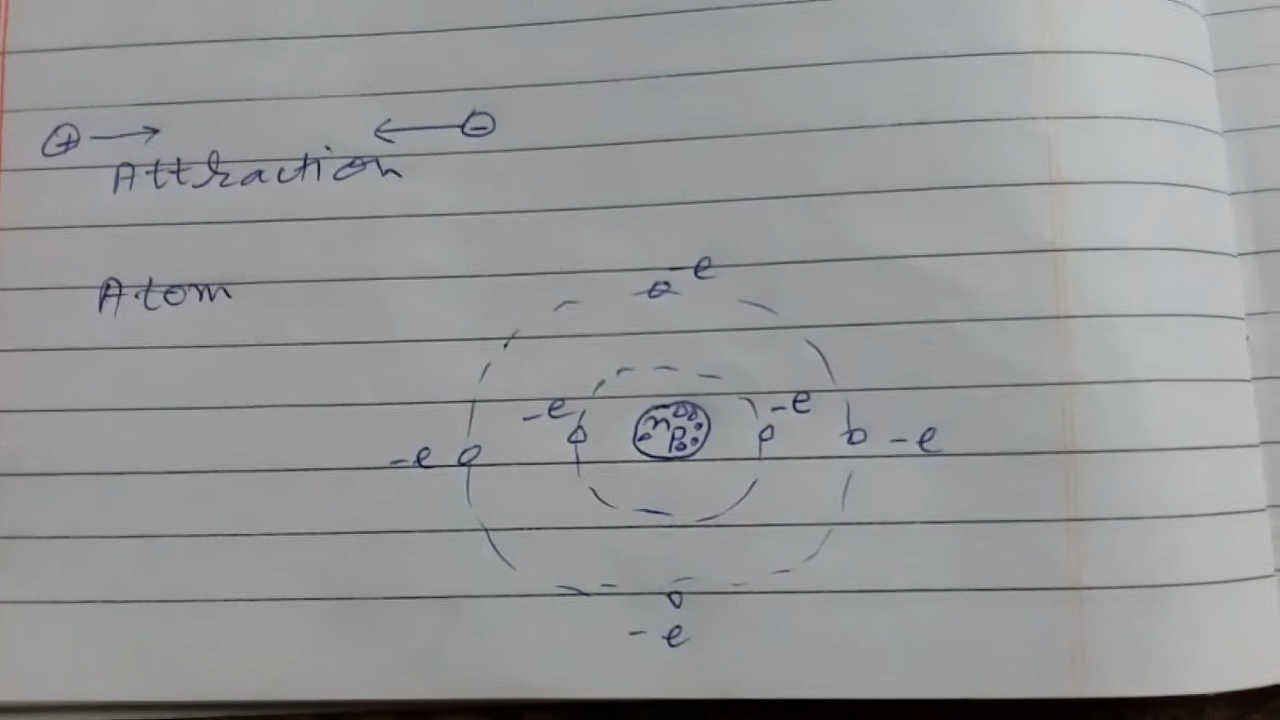 + → ← -
Attraction
Atom
-e
-e -e
-e n p -e
-e